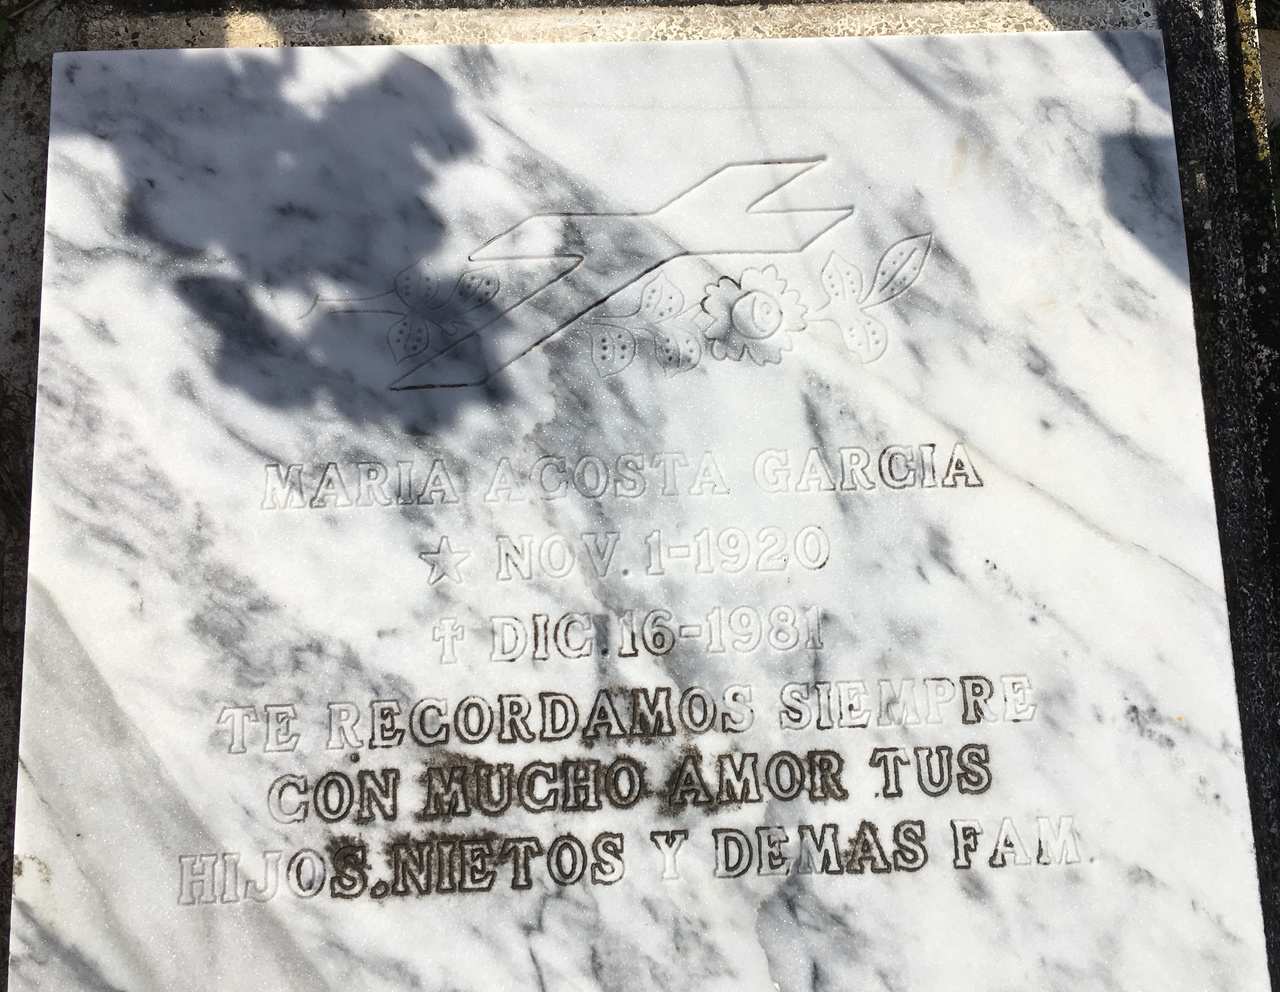 MARIA ACOSTA GARCIA
☆ NOV. 1-1920
✝ DIC. 16-1981
TE RECORDAMOS SIEMPRE
CON MUCHO AMOR TUS
HIJOS.NIETOS Y DEMAS FAM.